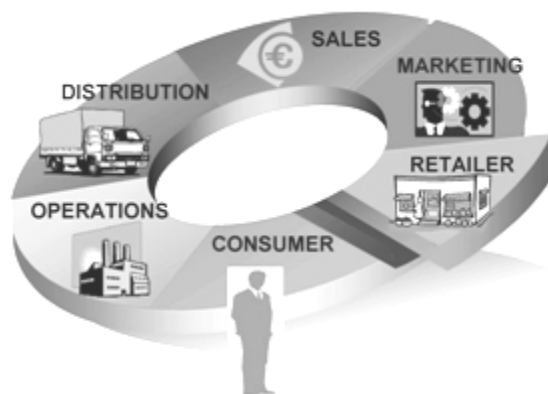 SALES
MARKETING
DISTRIBUTION
RETAILER
OPERATIONS
CONSUMER
€